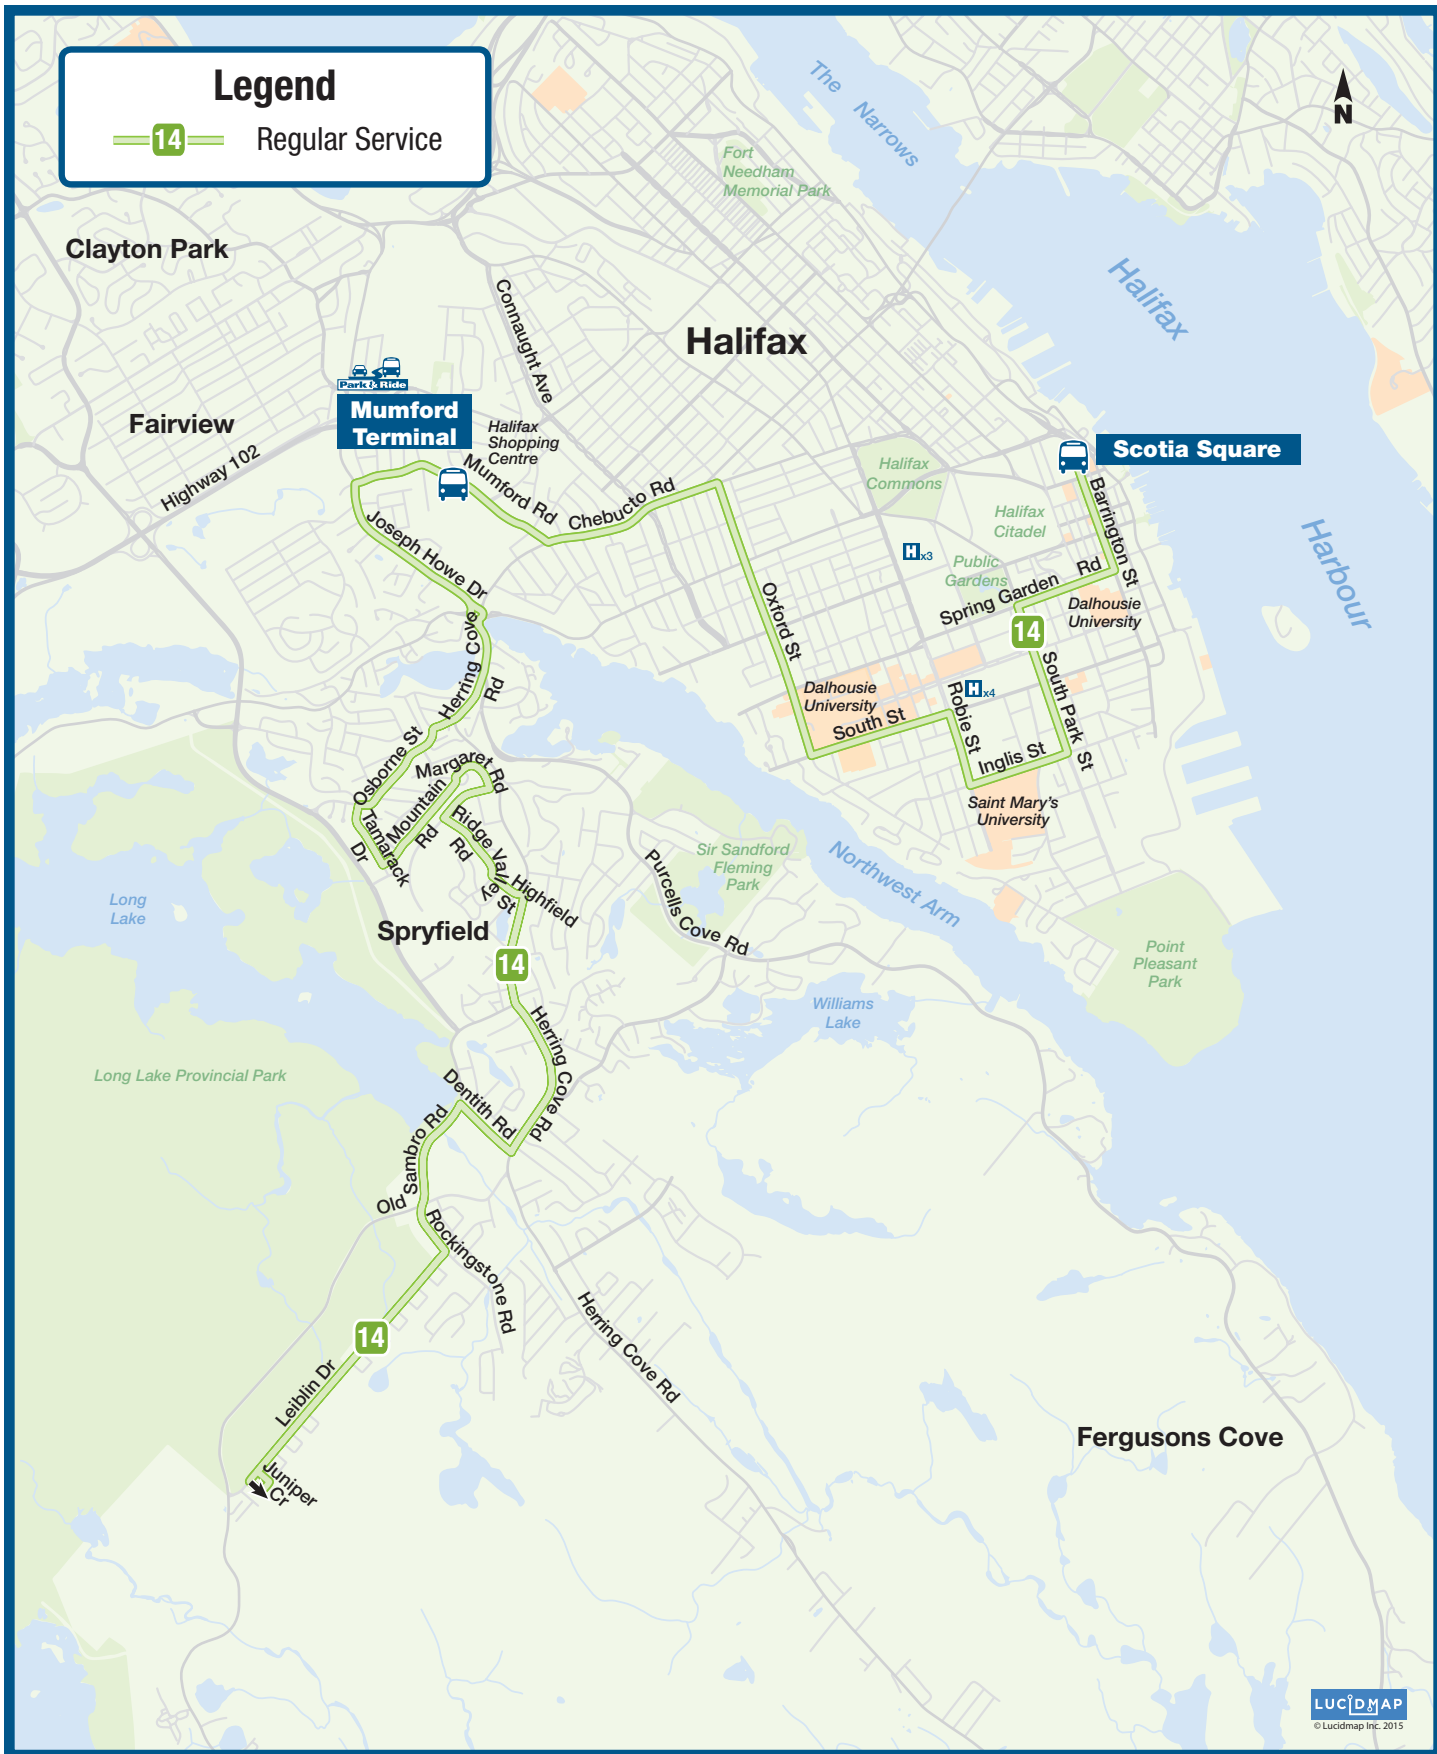 Legend
14 Regular Service
N
The Narrows
Fort
Needham
Memorial Park
Clayton Park
Halifax
Harbour
Connaught Ave
Halifax
Park & Ride
Mumford
Terminal
Fairview
Highway 102
Halifax
Shopping
Centre
Mumford Rd
Chebucto Rd
Halifax
Commons
Scotia Square
Barrington St
Halifax
Citadel
H x3
Public
Gardens
Spring Garden Rd
Dalhousie
University
14
Joseph Howe Dr
Oxford St
Herring Cove Rd
South Park St
H x4
Dalhousie
University
South St
Robie St
Inglis St
Saint Mary's
University
Osborne St
Margaret Rd
Mountain Rd
Tamarack Dr
Ridge Valley Rd
Highfield St
Sir Sandford
Fleming
Park
Purcells Cove Rd
Northwest Arm
Long
Lake
Spryfield
14
Point
Pleasant
Park
Williams
Lake
Herring Cove Rd
Long Lake Provincial Park
Dentith Rd
Old Sambro Rd
Rockingstone Rd
14
Herring Cove Rd
Leiblin Dr
Fergusons Cove
Juniper
Cr
LUCIDMAP
© Lucidmap Inc. 2015